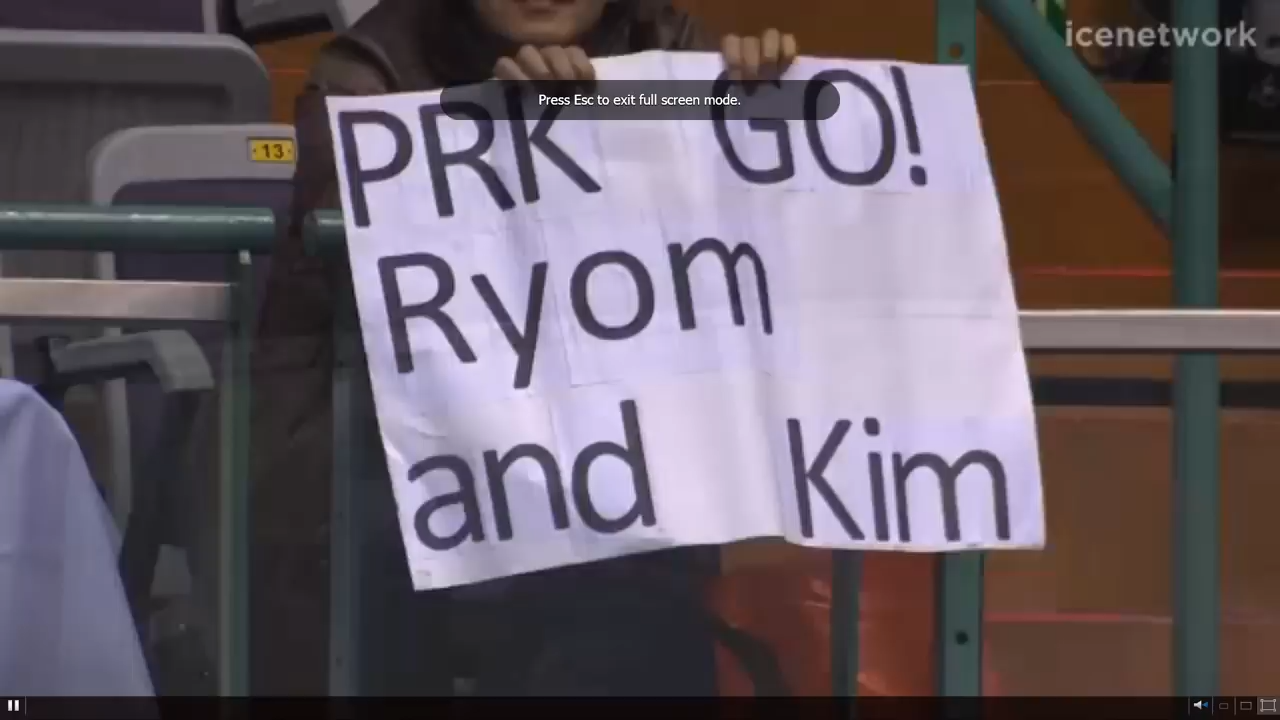 icenetwork
Press Esc to exit full screen mode.
PRK GO!
13
Ryom
and Kim